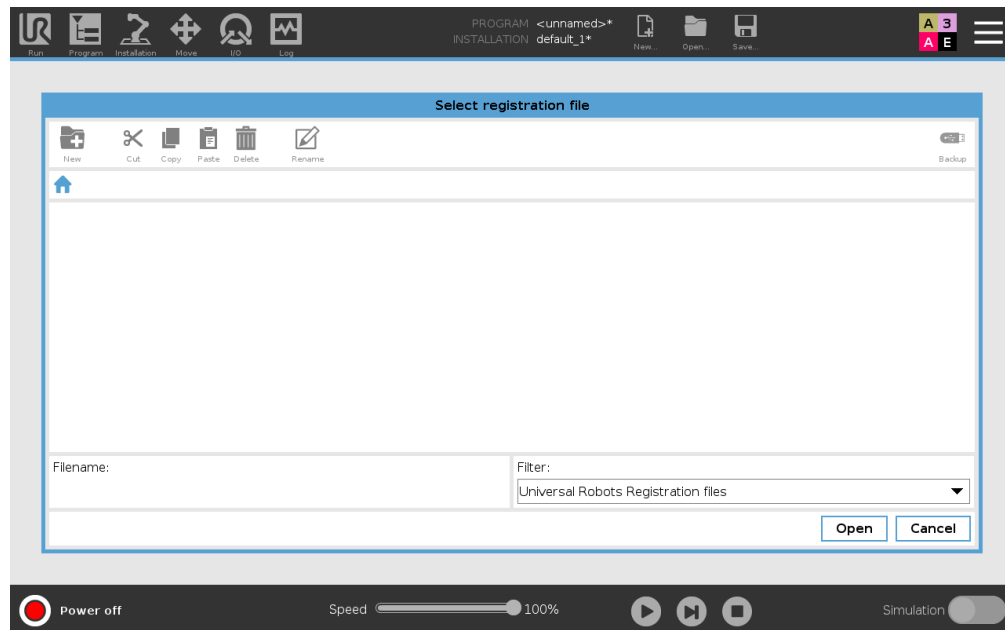 PROGRAM <unnamed>*
INSTALLATION default_1*
A 3
A E
Run Program Installation Move I/O Log New... Open... Save...
Select registration file
New Cut Copy Paste Delete Rename Backup
Filename: Filter:
Universal Robots Registration files
Open Cancel
Power off Speed 100% Simulation